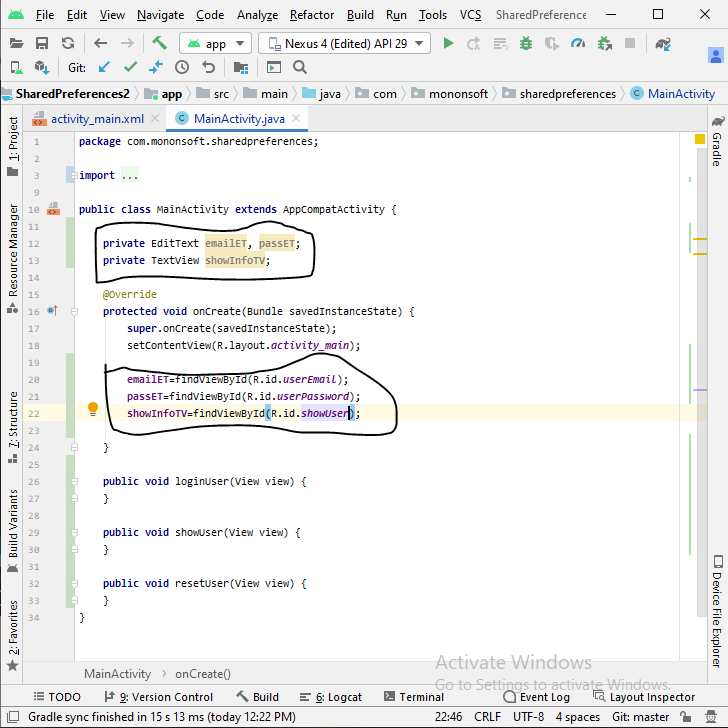 File Edit View Navigate Code Analyze Refactor Build Run Tools VCS SharedPreference
app Nexus 4 (Edited) API 29
Git:
SharedPreferences2 app src main java com mononsoft sharedpreferences MainActivity
activity_main.xml MainActivity.java
1 package com.mononsoft.sharedpreferences;
2
3 import ...
9
10 public class MainActivity extends AppCompatActivity {
11
12 private EditText emailET, passET;
13 private TextView showInfoTV;
14
15 @Override
16 protected void onCreate(Bundle savedInstanceState) {
17 super.onCreate(savedInstanceState);
18 setContentView(R.layout.activity_main);
19
20 emailET=findViewById(R.id.userEmail);
21 passET=findViewById(R.id.userPassword);
22 showInfoTV=findViewById(R.id.showUser);
23
24 }
25
26 public void loginUser(View view) {
27 }
28
29 public void showUser(View view) {
30 }
31
32 public void resetUser(View view) {
33 }
34 }
1: Project
Resource Manager
7: Structure
Build Variants
2: Favorites
Gradle
Device File Explorer
MainActivity onCreate()
Activate Windows
Go to Settings to activate Windows.
TODO 9: Version Control Build 6: Logcat Terminal Event Log Layout Inspector
Gradle sync finished in 15 s 13 ms (today 12:22 PM) 22:46 CRLF UTF-8 4 spaces Git: master